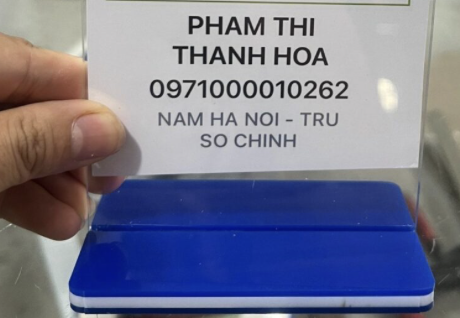 PHAM THI
THANH HOA
0971000010262
NAM HA NOI - TRU
SO CHINH